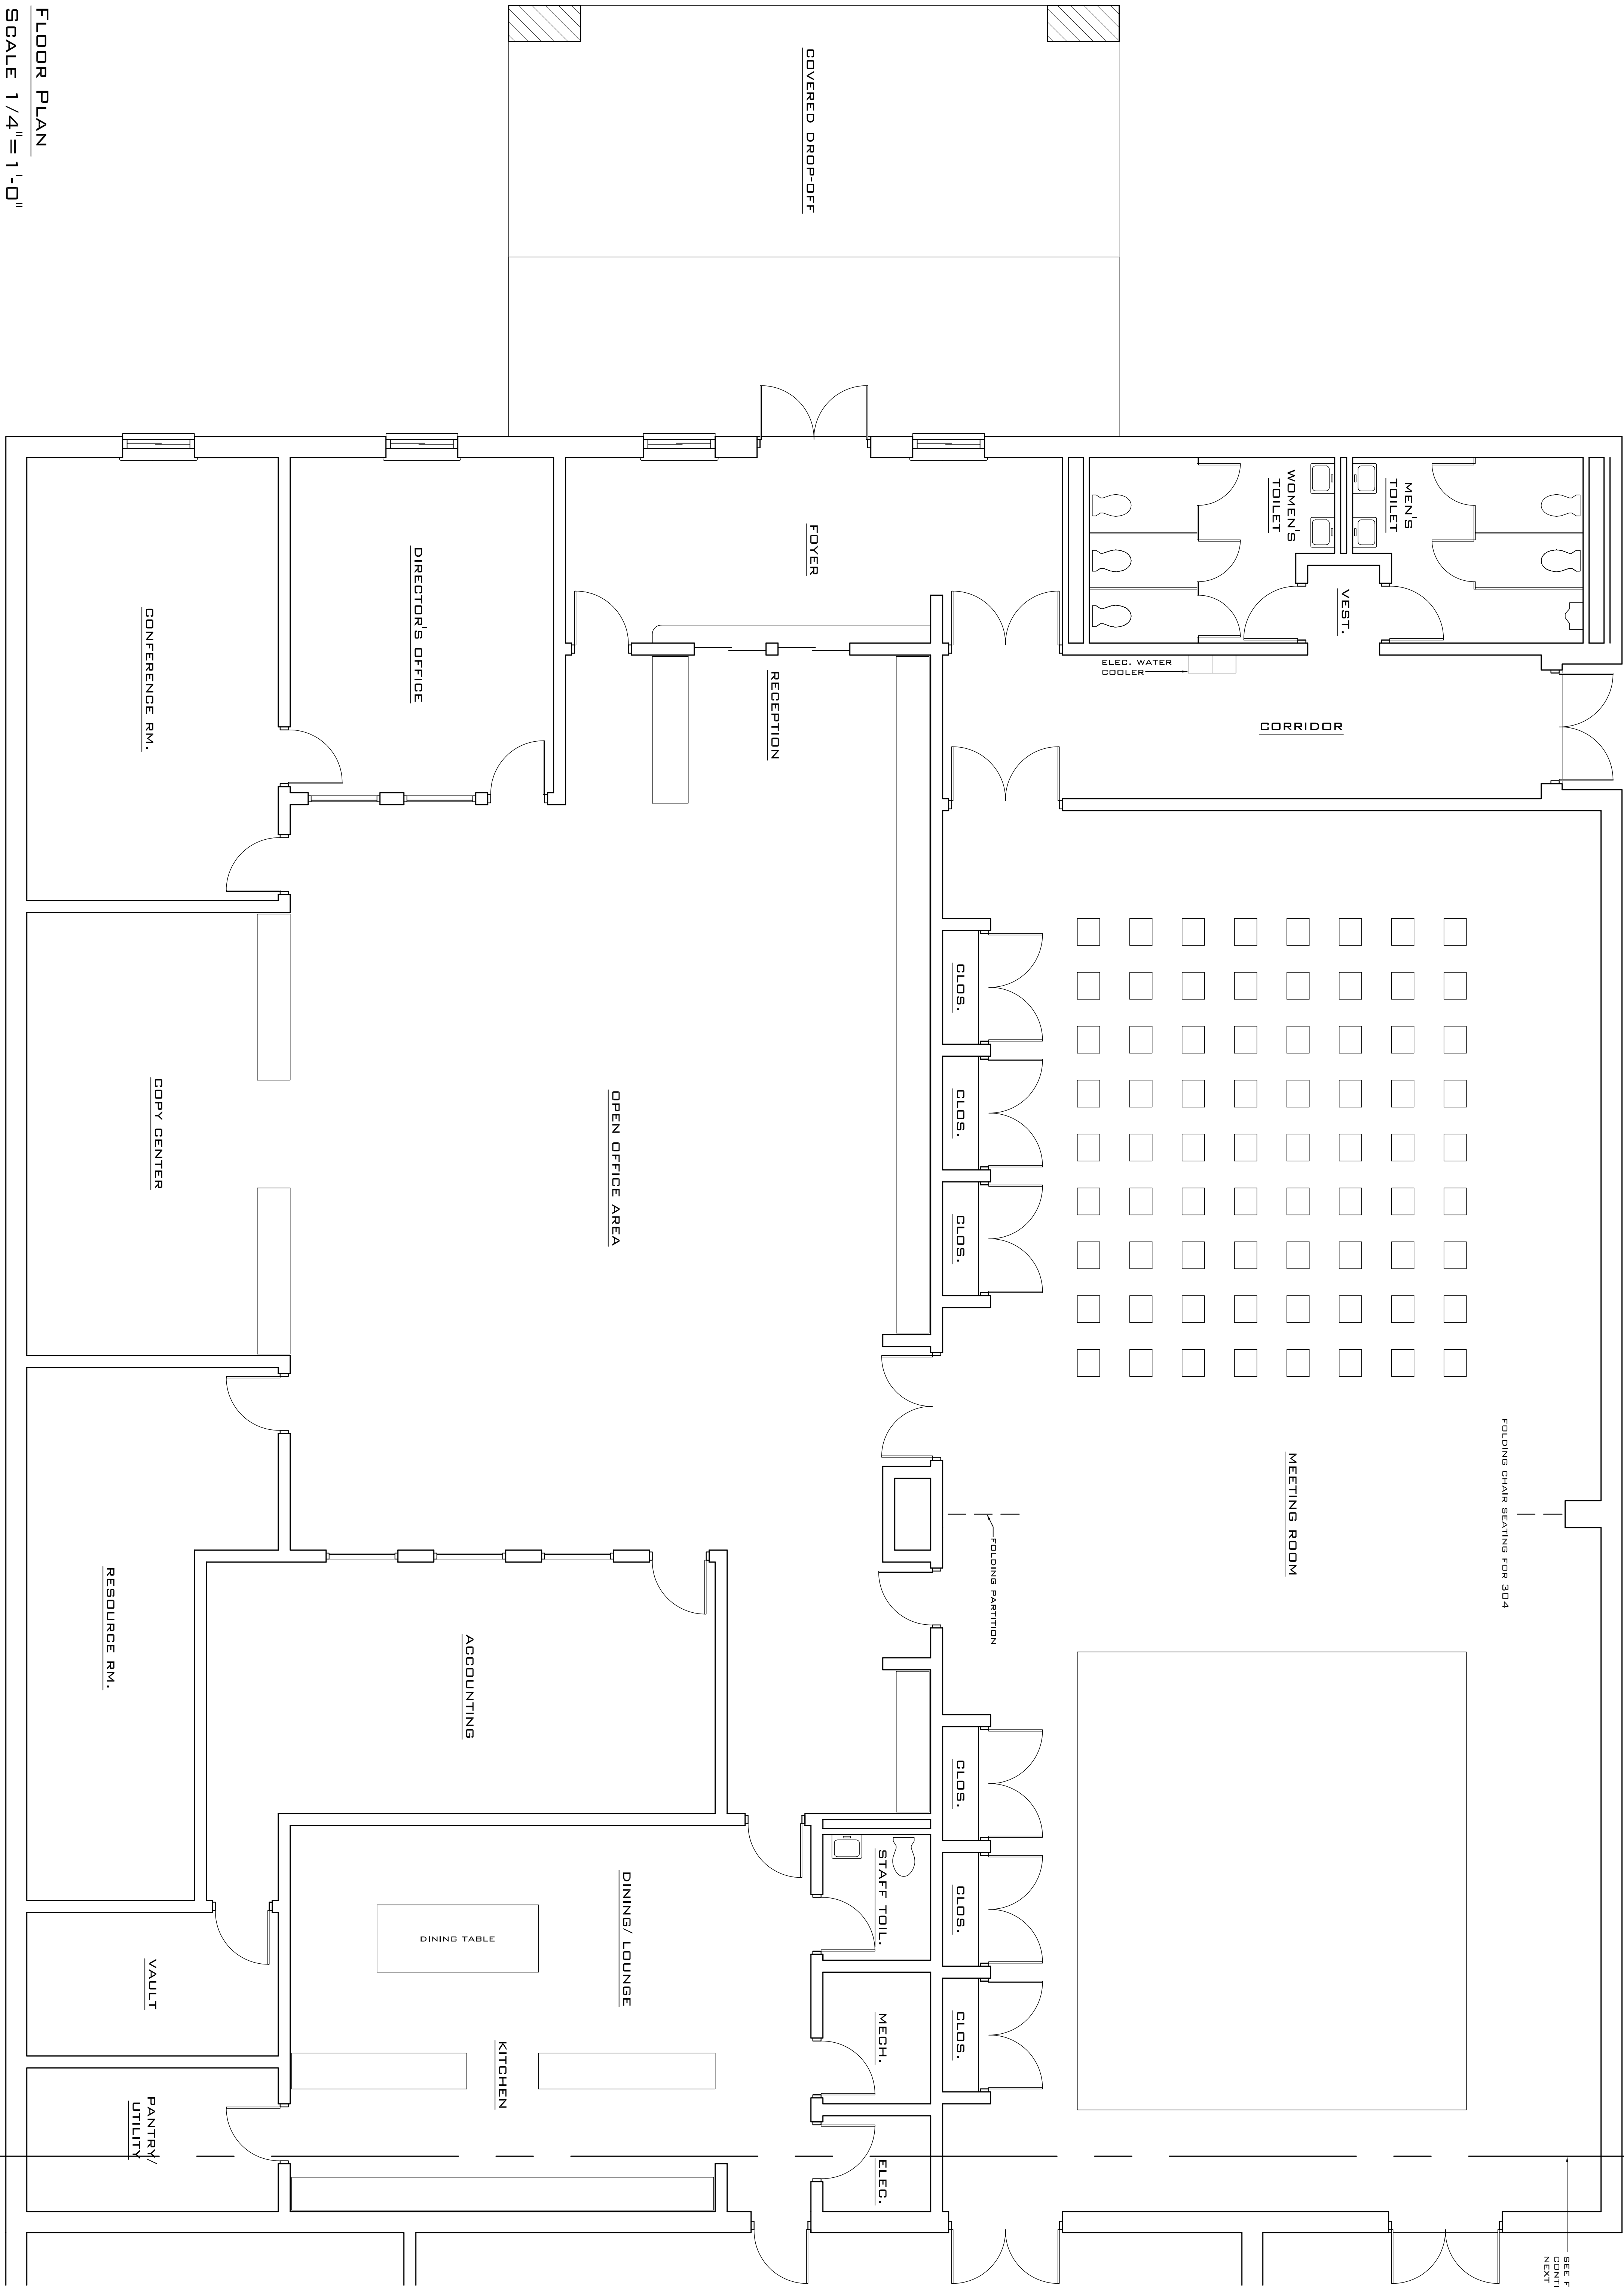 FLOOR PLAN
SCALE 1/4"=1'-0"
COVERED DROP-OFF
FOYER
WOMEN'S
TOILET
MEN'S
TOILET
VEST.
ELEC. WATER
COOLER
CORRIDOR
DIRECTOR'S OFFICE
CONFERENCE RM.
RECEPTION
COPY CENTER
OPEN OFFICE AREA
CLOS.
CLOS.
CLOS.
MEETING ROOM
FOLDING CHAIR SEATING FOR 304
FOLDING PARTITION
RESOURCE RM.
ACCOUNTING
CLOS.
CLOS.
CLOS.
STAFF TOIL.
DINING/ LOUNGE
DINING TABLE
VAULT
MECH.
KITCHEN
PANTRY/
UTILITY
ELEC.
SEE
NEXT